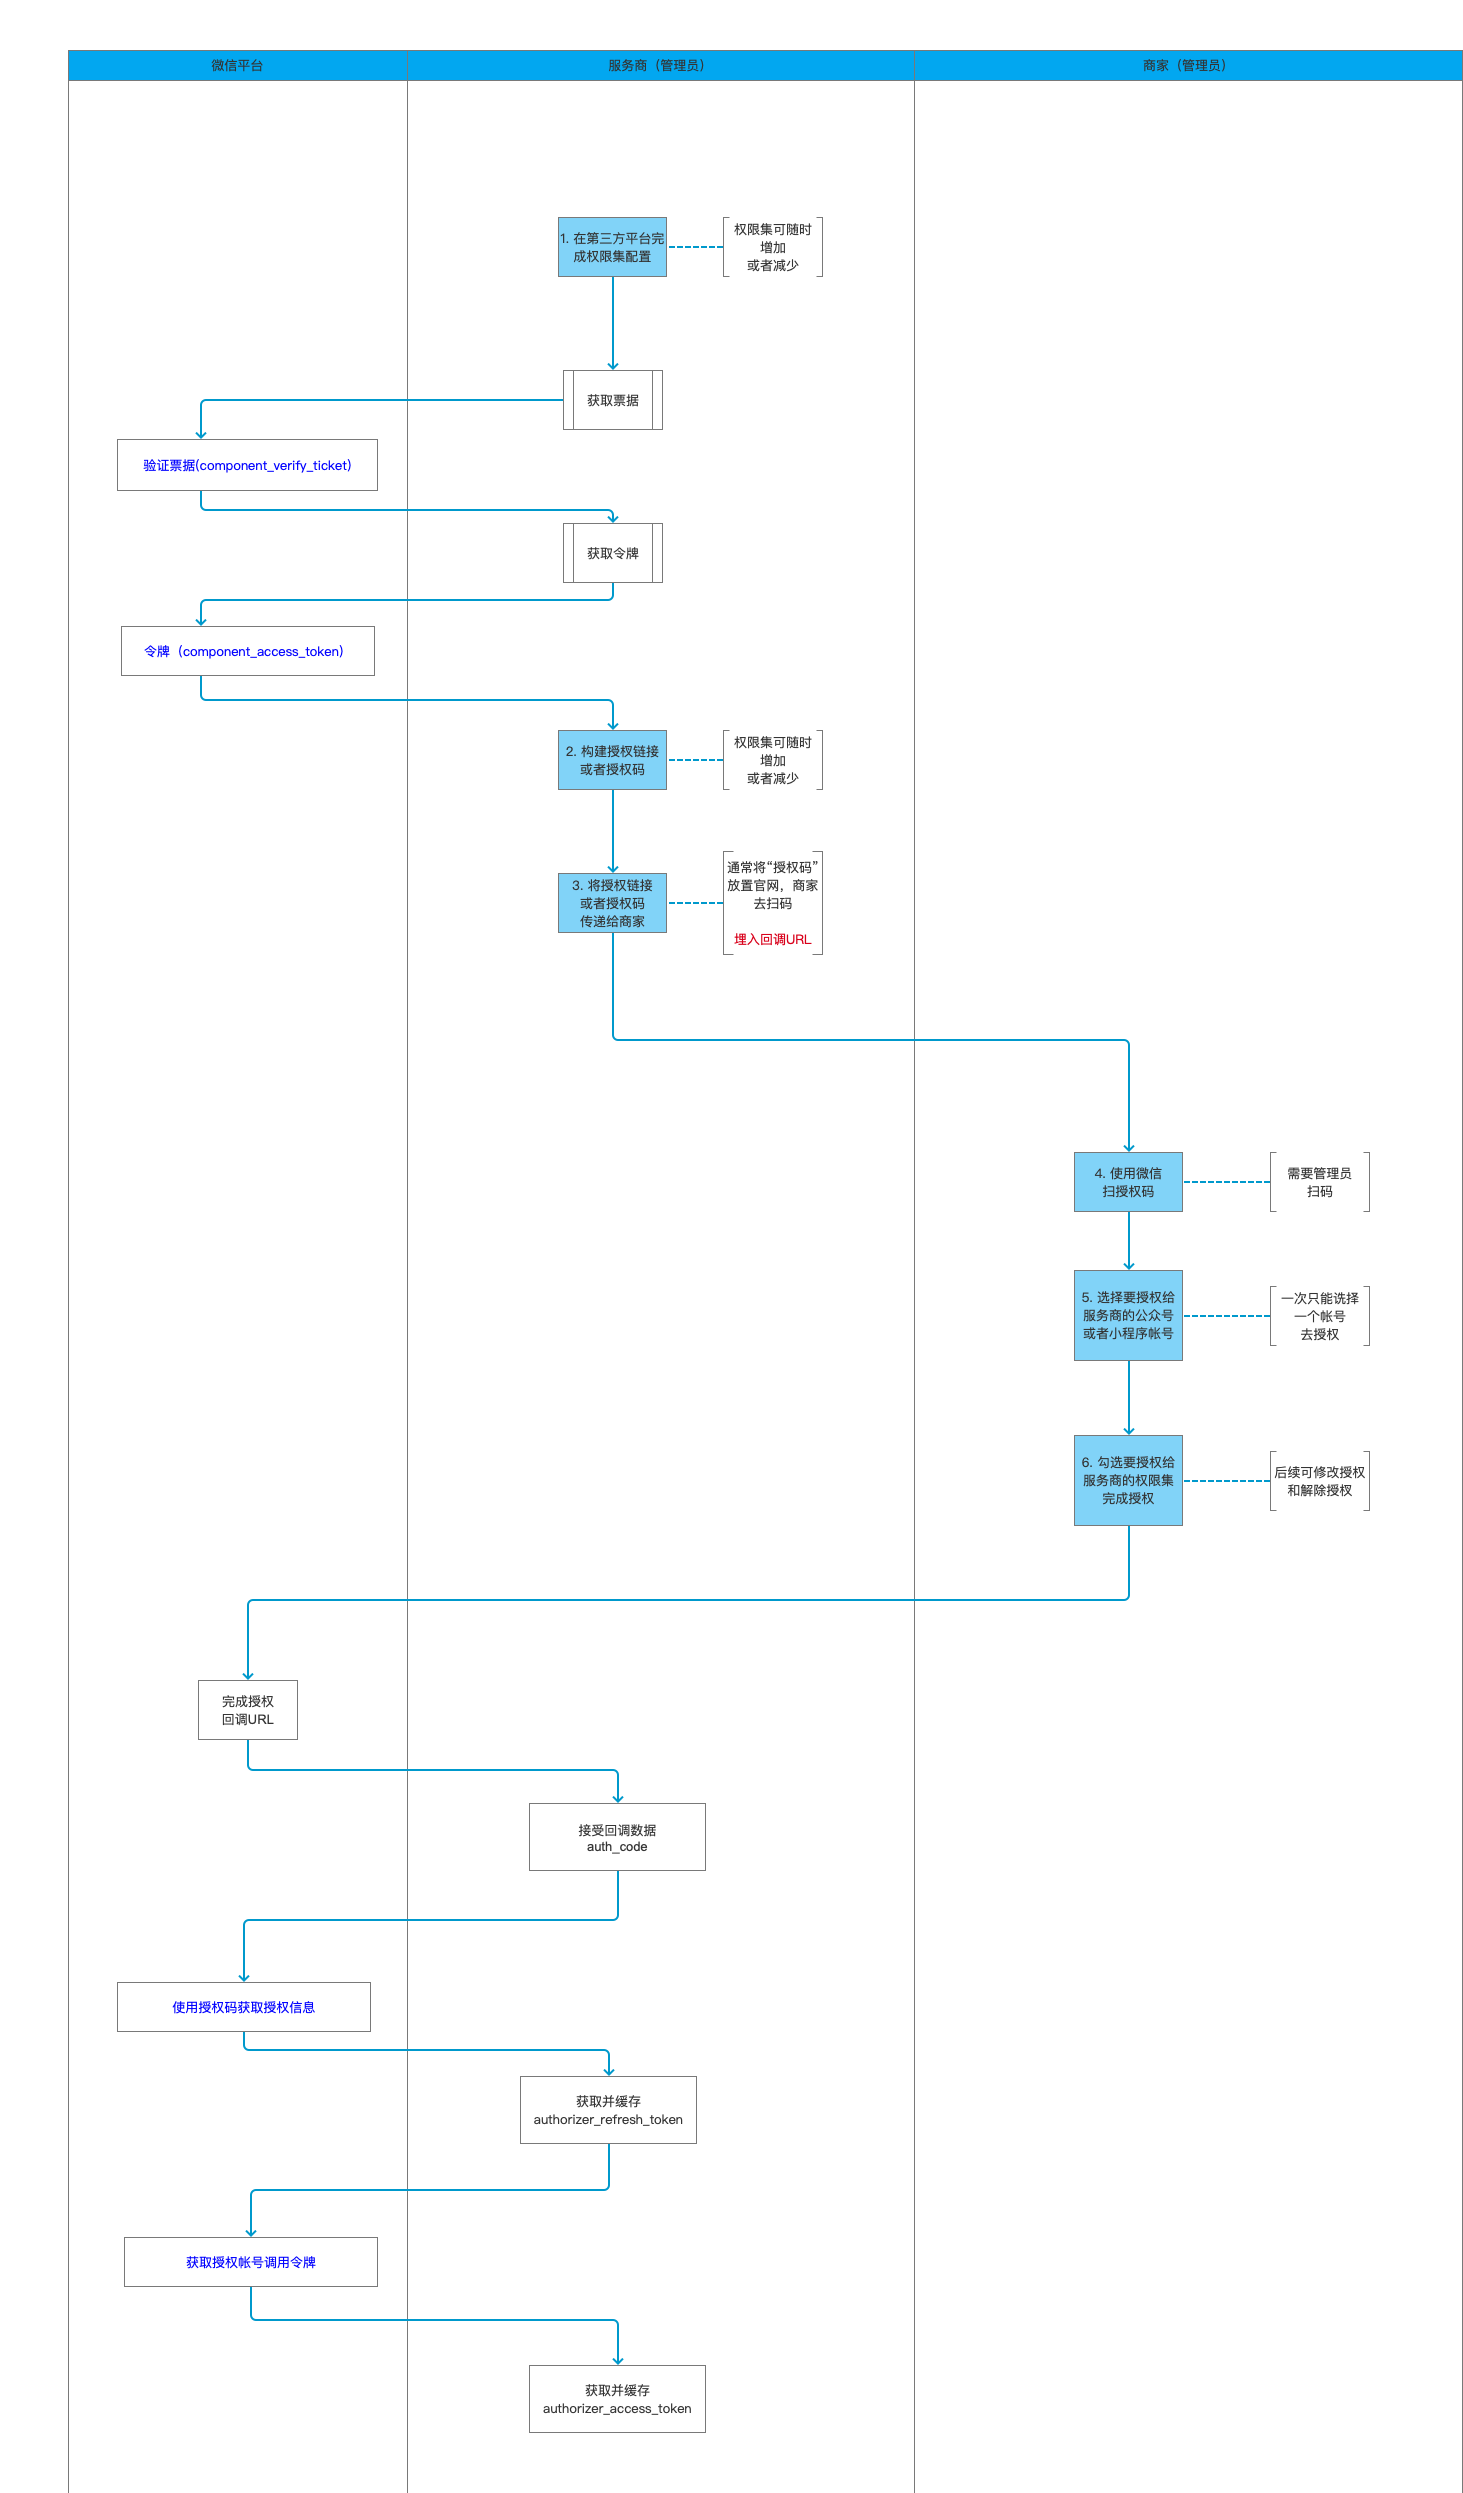 微信平台
服务商（管理员）
商家（管理员）
1. 在第三方平台完
成权限集配置
权限集可随时
增加
或者减少
获取票据
验证票据(component_verify_ticket)
获取令牌
令牌（component_access_token）
2. 构建授权链接
或者授权码
权限集可随时
增加
或者减少
3. 将授权链接
或者授权码
传递给商家
通常将“授权码”
放置官网，商家
去扫码
埋入回调URL
4. 使用微信
扫授权码
需要管理员
扫码
5. 选择要授权给
服务商的公众号
或者小程序帐号
一次只能诜择
一个帐号
去授权
6. 勾选要授权给
服务商的权限集
完成授权
后续可修改授权
和解除授权
完成授权
回调URL
接受回调数据
auth_code
使用授权码获取授权信息
获取并缓存
authorizer_refresh_token
获取授权帐号调用令牌
获取并缓存
authorizer_access_token